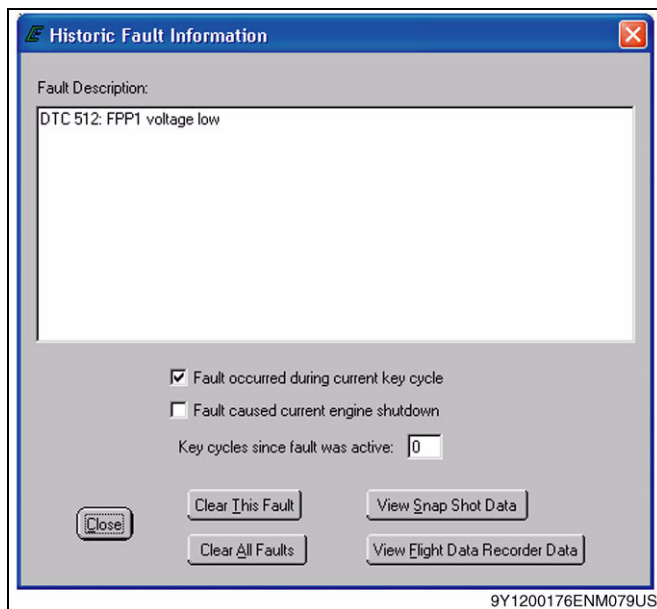 E Historic Fault Information
Fault Description:
DTC 512: FPP1 voltage low
Fault occurred during current key cycle
Fault caused current engine shutdown
Key cycles since fault was active: 0
Close
Clear This Fault
View Snap Shot Data
Clear All Faults
View Flight Data Recorder Data
9Y1200176ENM079US